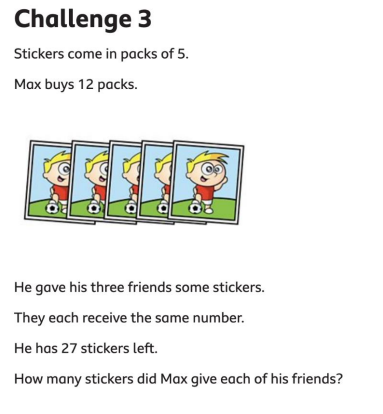 Challenge 3
Stickers come in packs of 5.
Max buys 12 packs.
He gave his three friends some stickers.
They each receive the same number.
He has 27 stickers left.
How many stickers did Max give each of his friends?